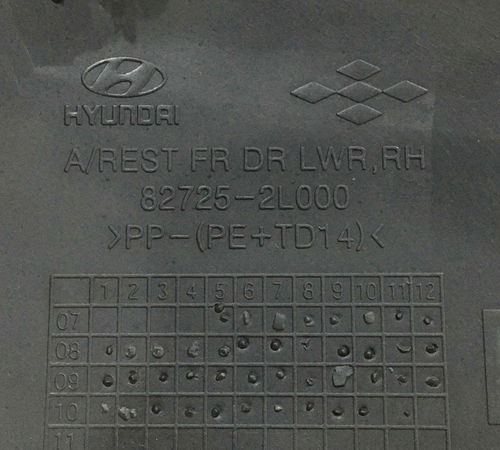 HYUNDAI
A/REST FR DR LWR,RH
82725-2L000
>PP-(PE+TD14)<
1 2 3 4 5 6 7 8 9 10 11 12
07
08
09
10
11